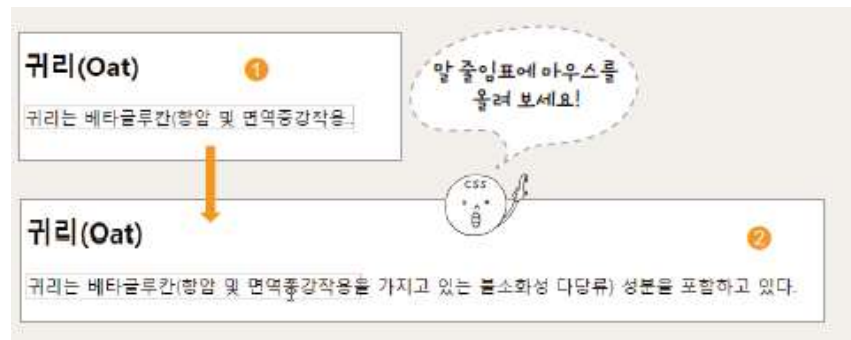 귀리(Oat)
1
귀리는 베타글루칸(항암 및 면역증강작용..
말 줄임표에 마우스를
올려 보세요!
CSS
귀리(Oat)
2
귀리는 베타글루칸(항암 및 면역증강작용을 가지고 있는 불소화성 다당류) 성분을 포함하고 있다.